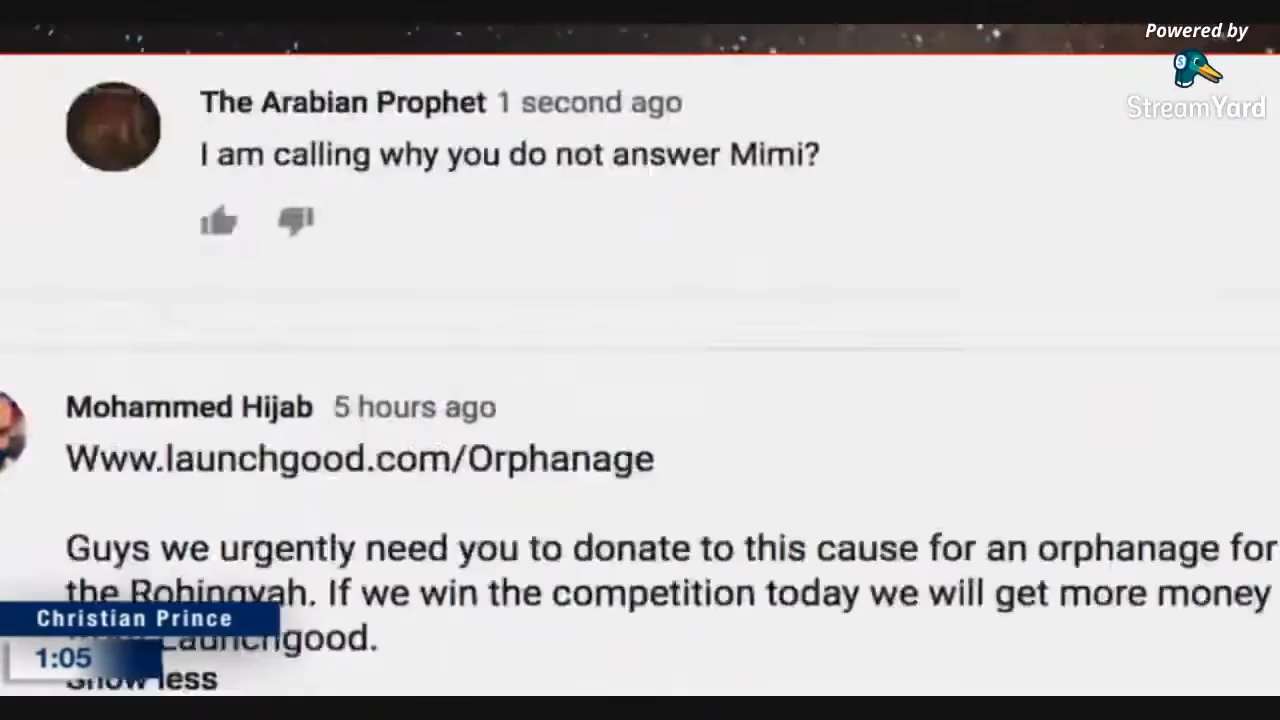 Powered by
StreamYard
The Arabian Prophet 1 second ago
I am calling why you do not answer Mimi?
Mohammed Hijab 5 hours ago
Www.launchgood.com/Orphanage
Guys we urgently need you to donate to this cause for an orphanage for
the Rohingyah. If we win the competition today we will get more money
Launchgood.
Christian Prince
1:05
Show less